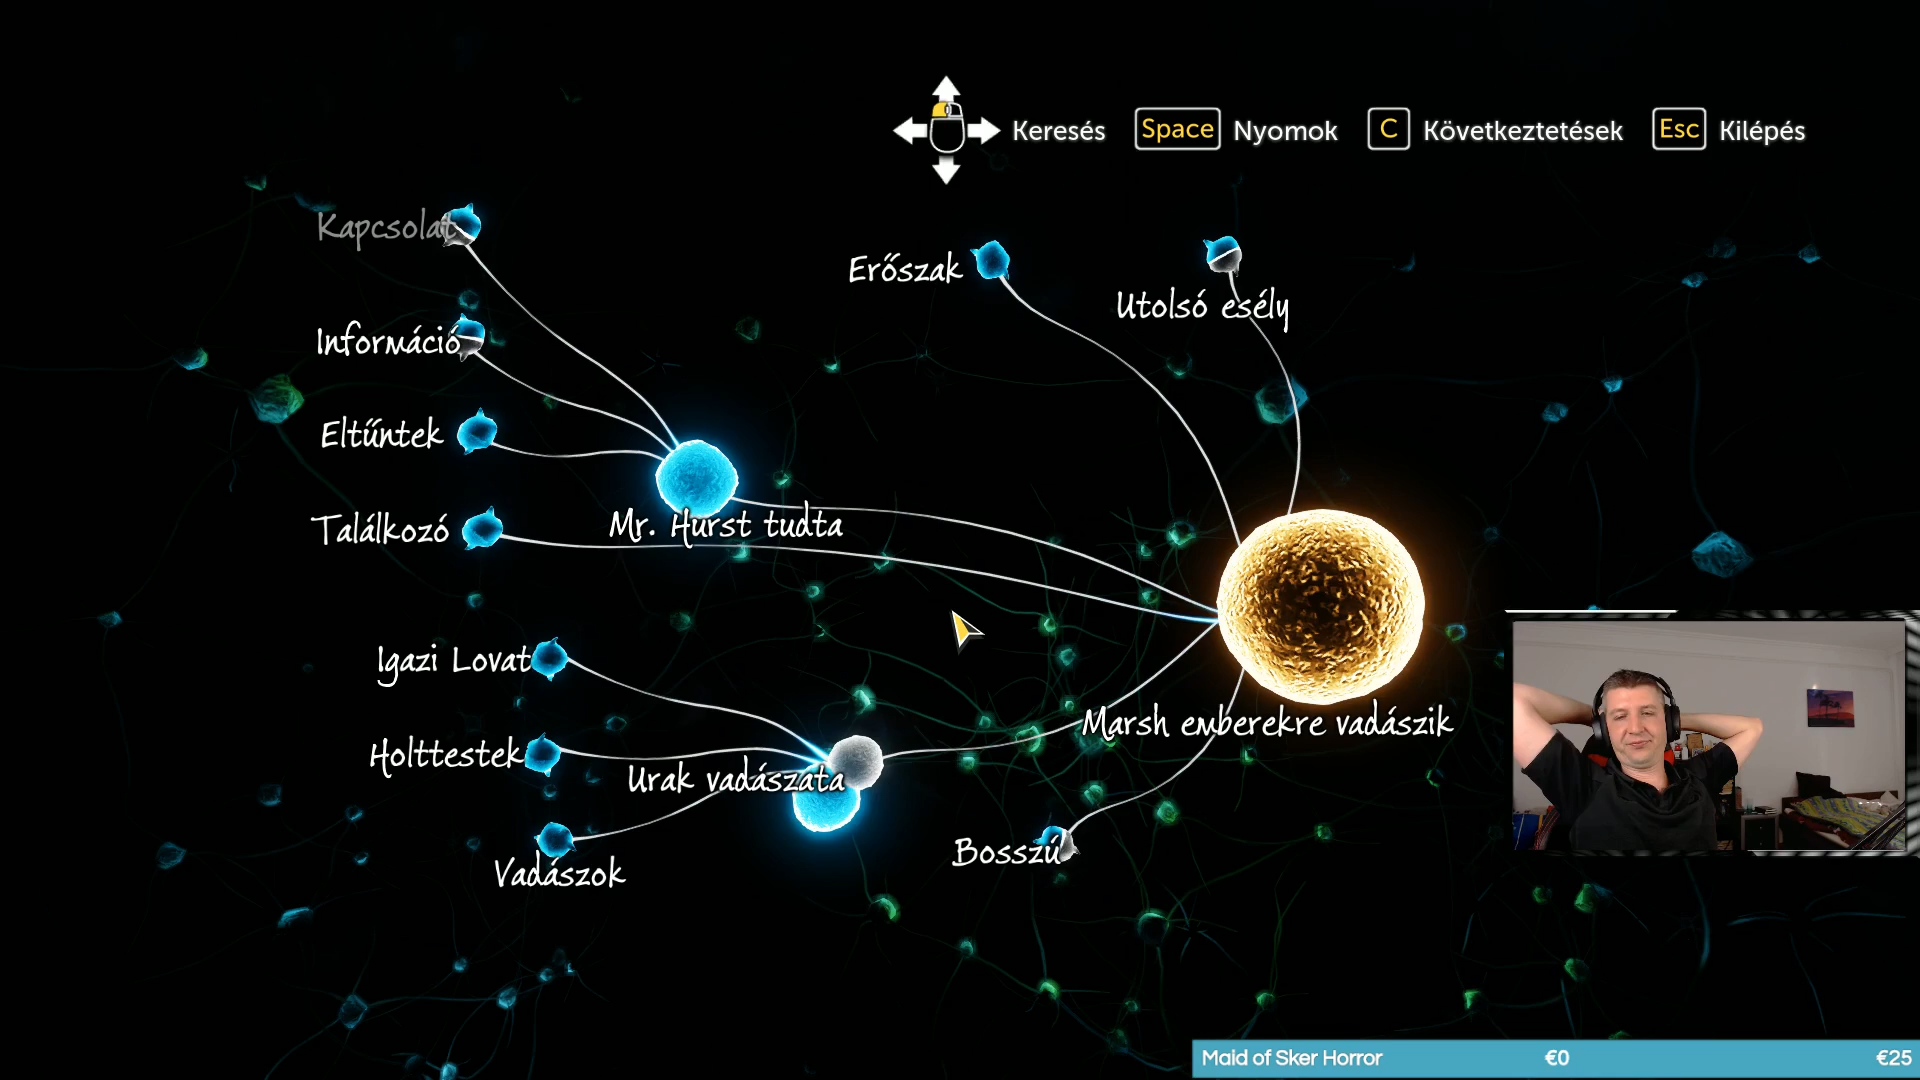 Keresés
Space Nyomok
C Következtetések
Esc Kilépés
Kapcsolat
Erőszak
Utolsó esély
Információ
Eltűntek
Találkozó
Mr. Hurst tudta
Igazi Lovat
Marsh emberekre vadászik
Holttestek
Urak vadászata
Bosszú
Vadászok
Maid of Sker Horror €0 €25